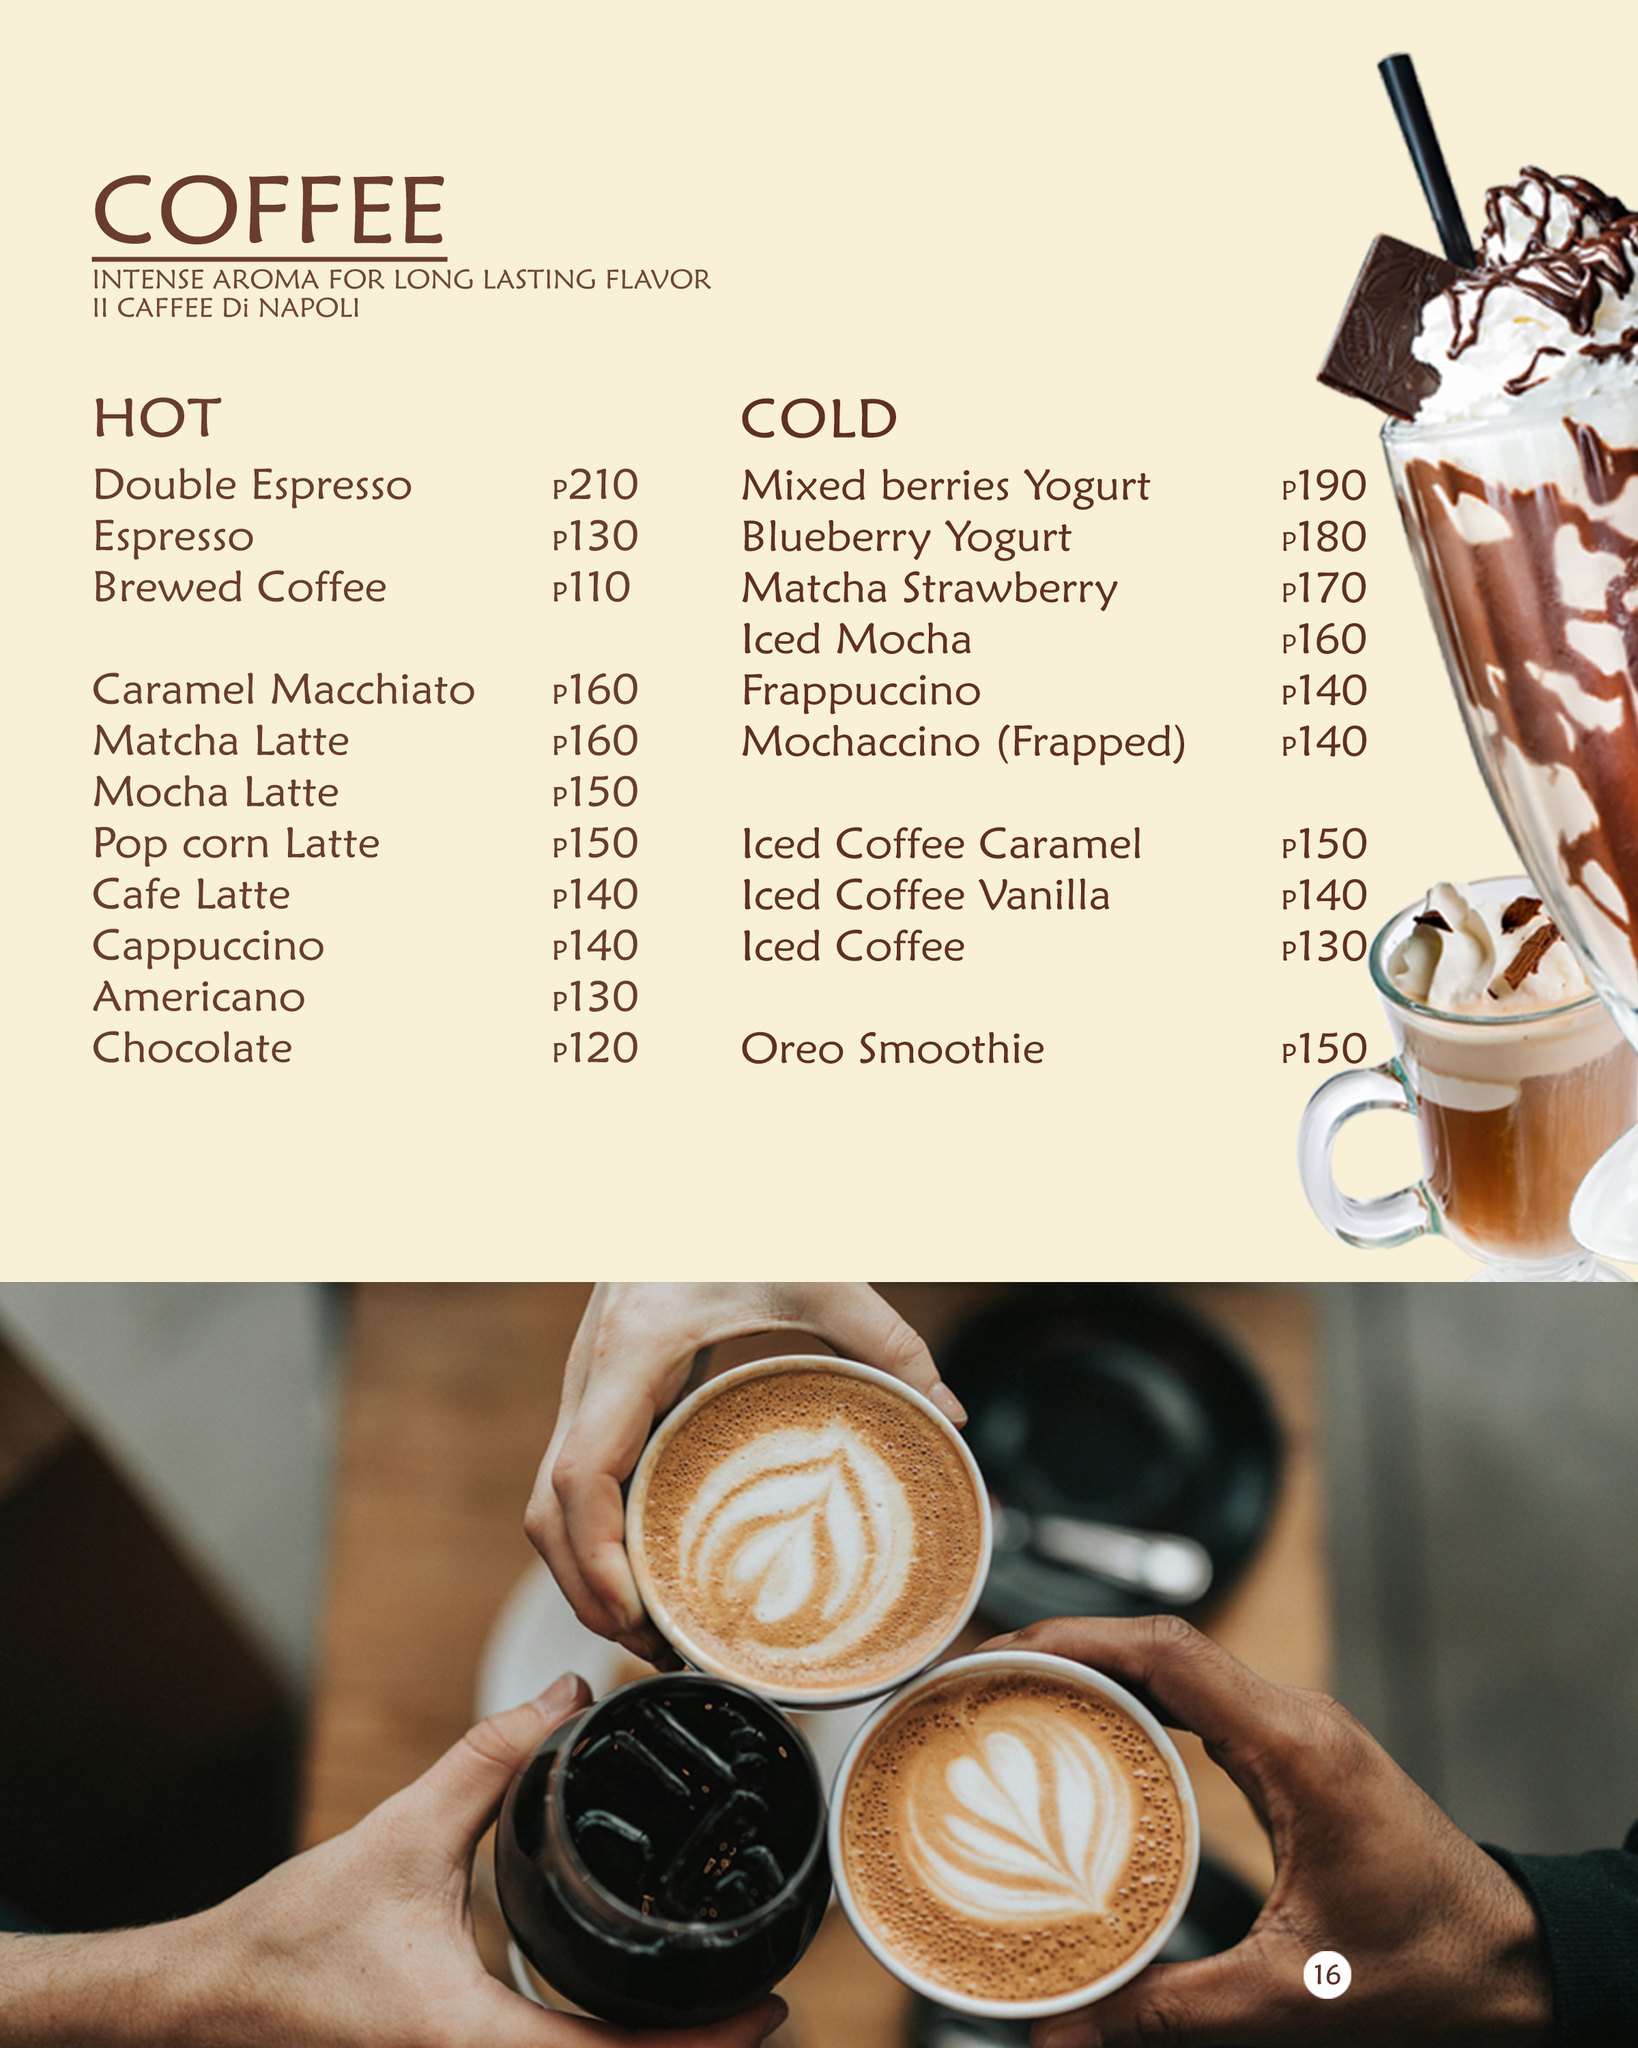 COFFEE
INTENSE AROMA FOR LONG LASTING FLAVOR
II CAFFEE Di NAPOLI
HOT
Double Espresso P210
Espresso P130
Brewed Coffee P110
Caramel Macchiato P160
Matcha Latte P160
Mocha Latte P150
Pop corn Latte P150
Cafe Latte P140
Cappuccino P140
Americano P130
Chocolate P120
COLD
Mixed berries Yogurt P190
Blueberry Yogurt P180
Matcha Strawberry P170
Iced Mocha P160
Frappuccino P140
Mochaccino (Frapped) P140
Iced Coffee Caramel P150
Iced Coffee Vanilla P140
Iced Coffee P130
Oreo Smoothie P150
16